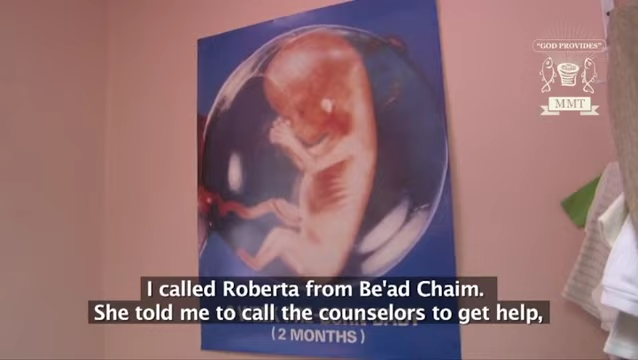 "GOD PROVIDES"
MMT
I called Roberta from Be'ad Chaim.
She told me to call the counselors to get help,
(2 MONTHS)